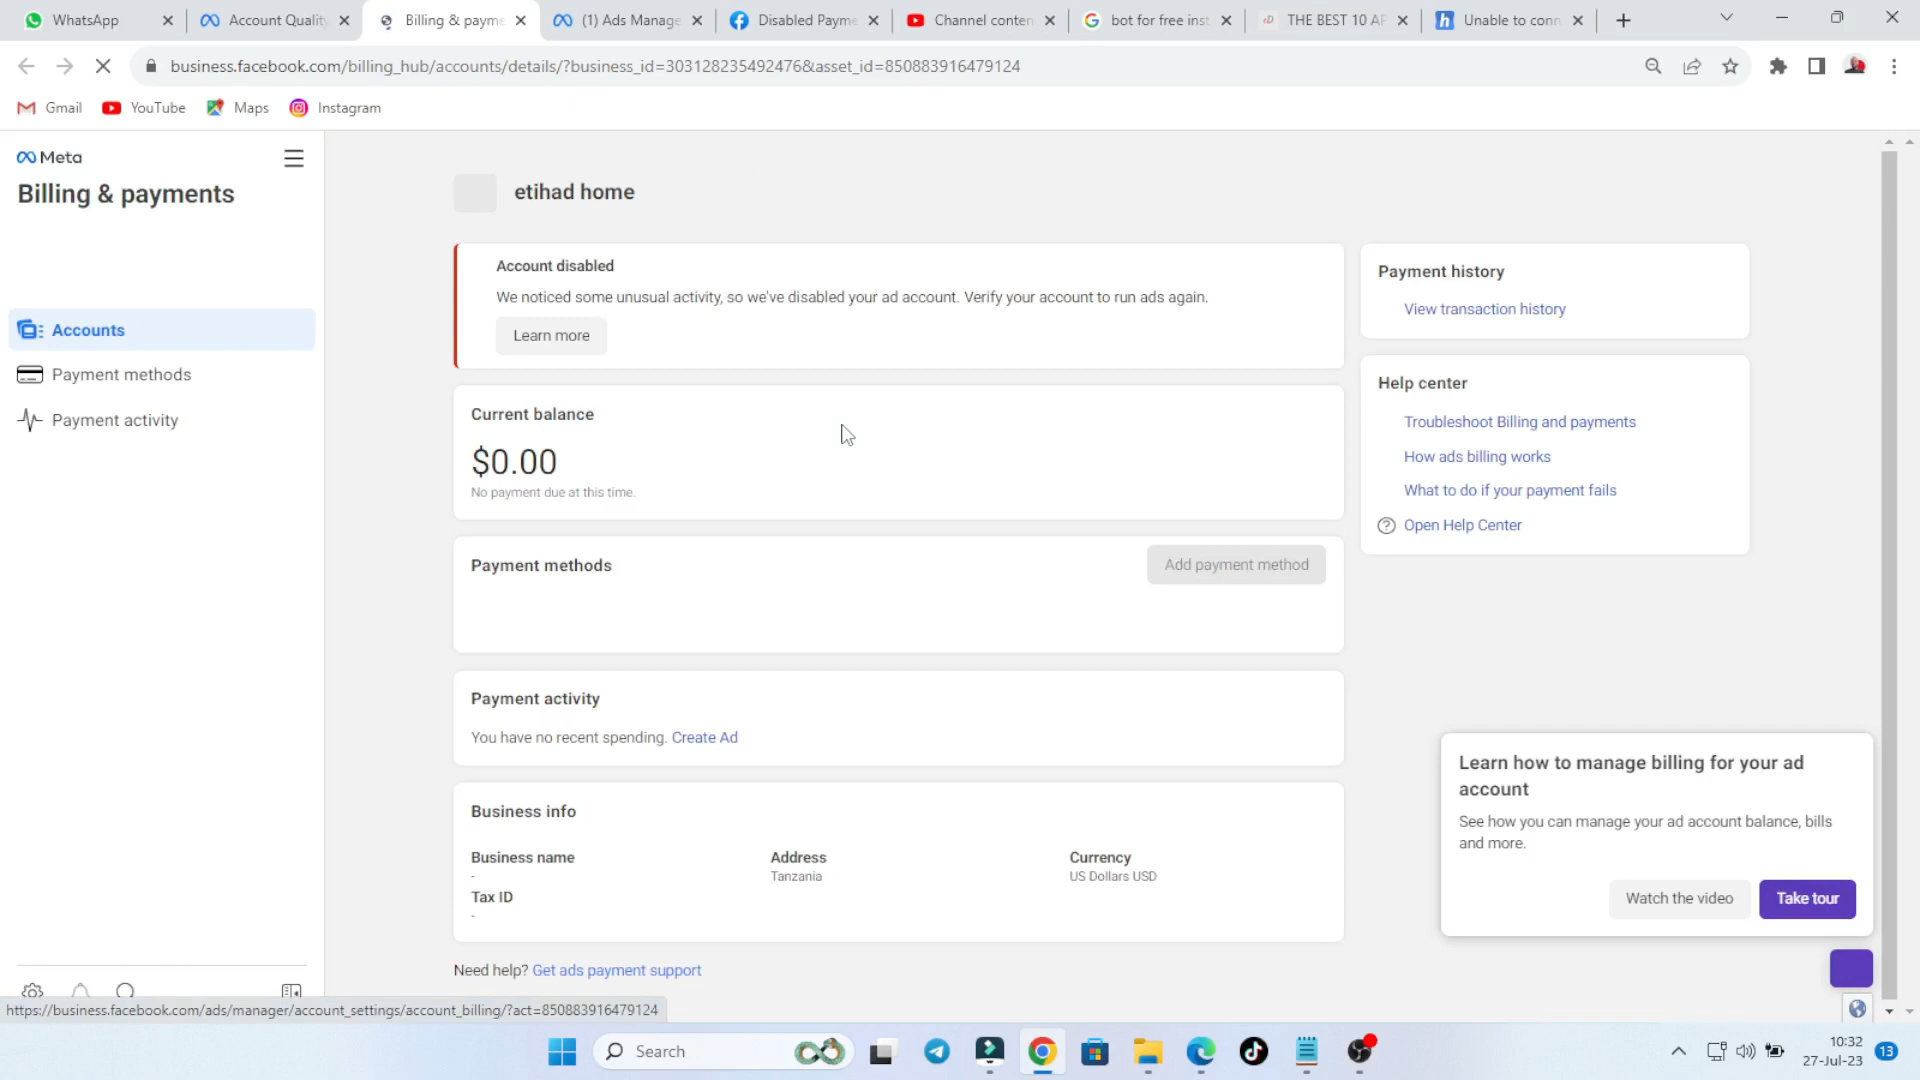 WhatsApp
Account Quality
Billing & payme
(1) Ads Manage
Disabled Payme
Channel conten
bot for free inst
THE BEST 10 AP
Unable to conn
business.facebook.com/billing_hub/accounts/details/?business_id=303128235492476&asset_id=850883916479124
Gmail
YouTube
Maps
Instagram
Meta
Billing & payments
Accounts
Payment methods
Payment activity
etihad home
Account disabled
We noticed some unusual activity, so we've disabled your ad account. Verify your account to run ads again.
Learn more
Current balance
$0.00
No payment due at this time.
Payment methods
Add payment method
Payment activity
You have no recent spending. Create Ad
Business info
Business name
-
Tax ID
-
Address
Tanzania
Currency
US Dollars USD
Need help? Get ads payment support
Payment history
View transaction history
Help center
Troubleshoot Billing and payments
How ads billing works
What to do if your payment fails
Open Help Center
Learn how to manage billing for your ad
account
See how you can manage your ad account balance, bills
and more.
Watch the video
Take tour
https://business.facebook.com/ads/manager/account_settings/account_billing/?act=850883916479124
Search
10:32
27-Jul-23
13